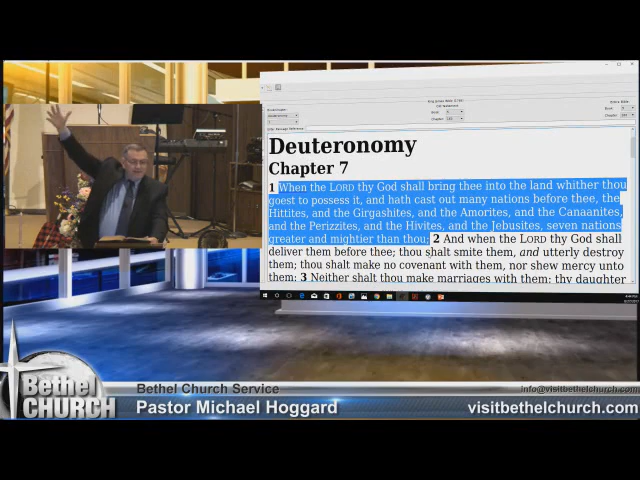 Deuteronomy
Chapter 7
1 When the LORD thy God shall bring thee into the land whither thou
goest to possess it, and hath cast out many nations before thee, the
Hittites, and the Girgashites, and the Amorites, and the Canaanites,
and the Perizzites, and the Hivites, and the Jebusites, seven nations
greater and mightier than thou; 2 And when the LORD thy God shall
deliver them before thee; thou shalt smite them, and utterly destroy
them; thou shalt make no covenant with them, nor shew mercy unto
them: 3 Neither shalt thou make marriages with them; thy daughter
Bethel
CHURCH
Bethel Church Service
info@visitbethelchurch.com
Pastor Michael Hoggard
visitbethelchurch.com